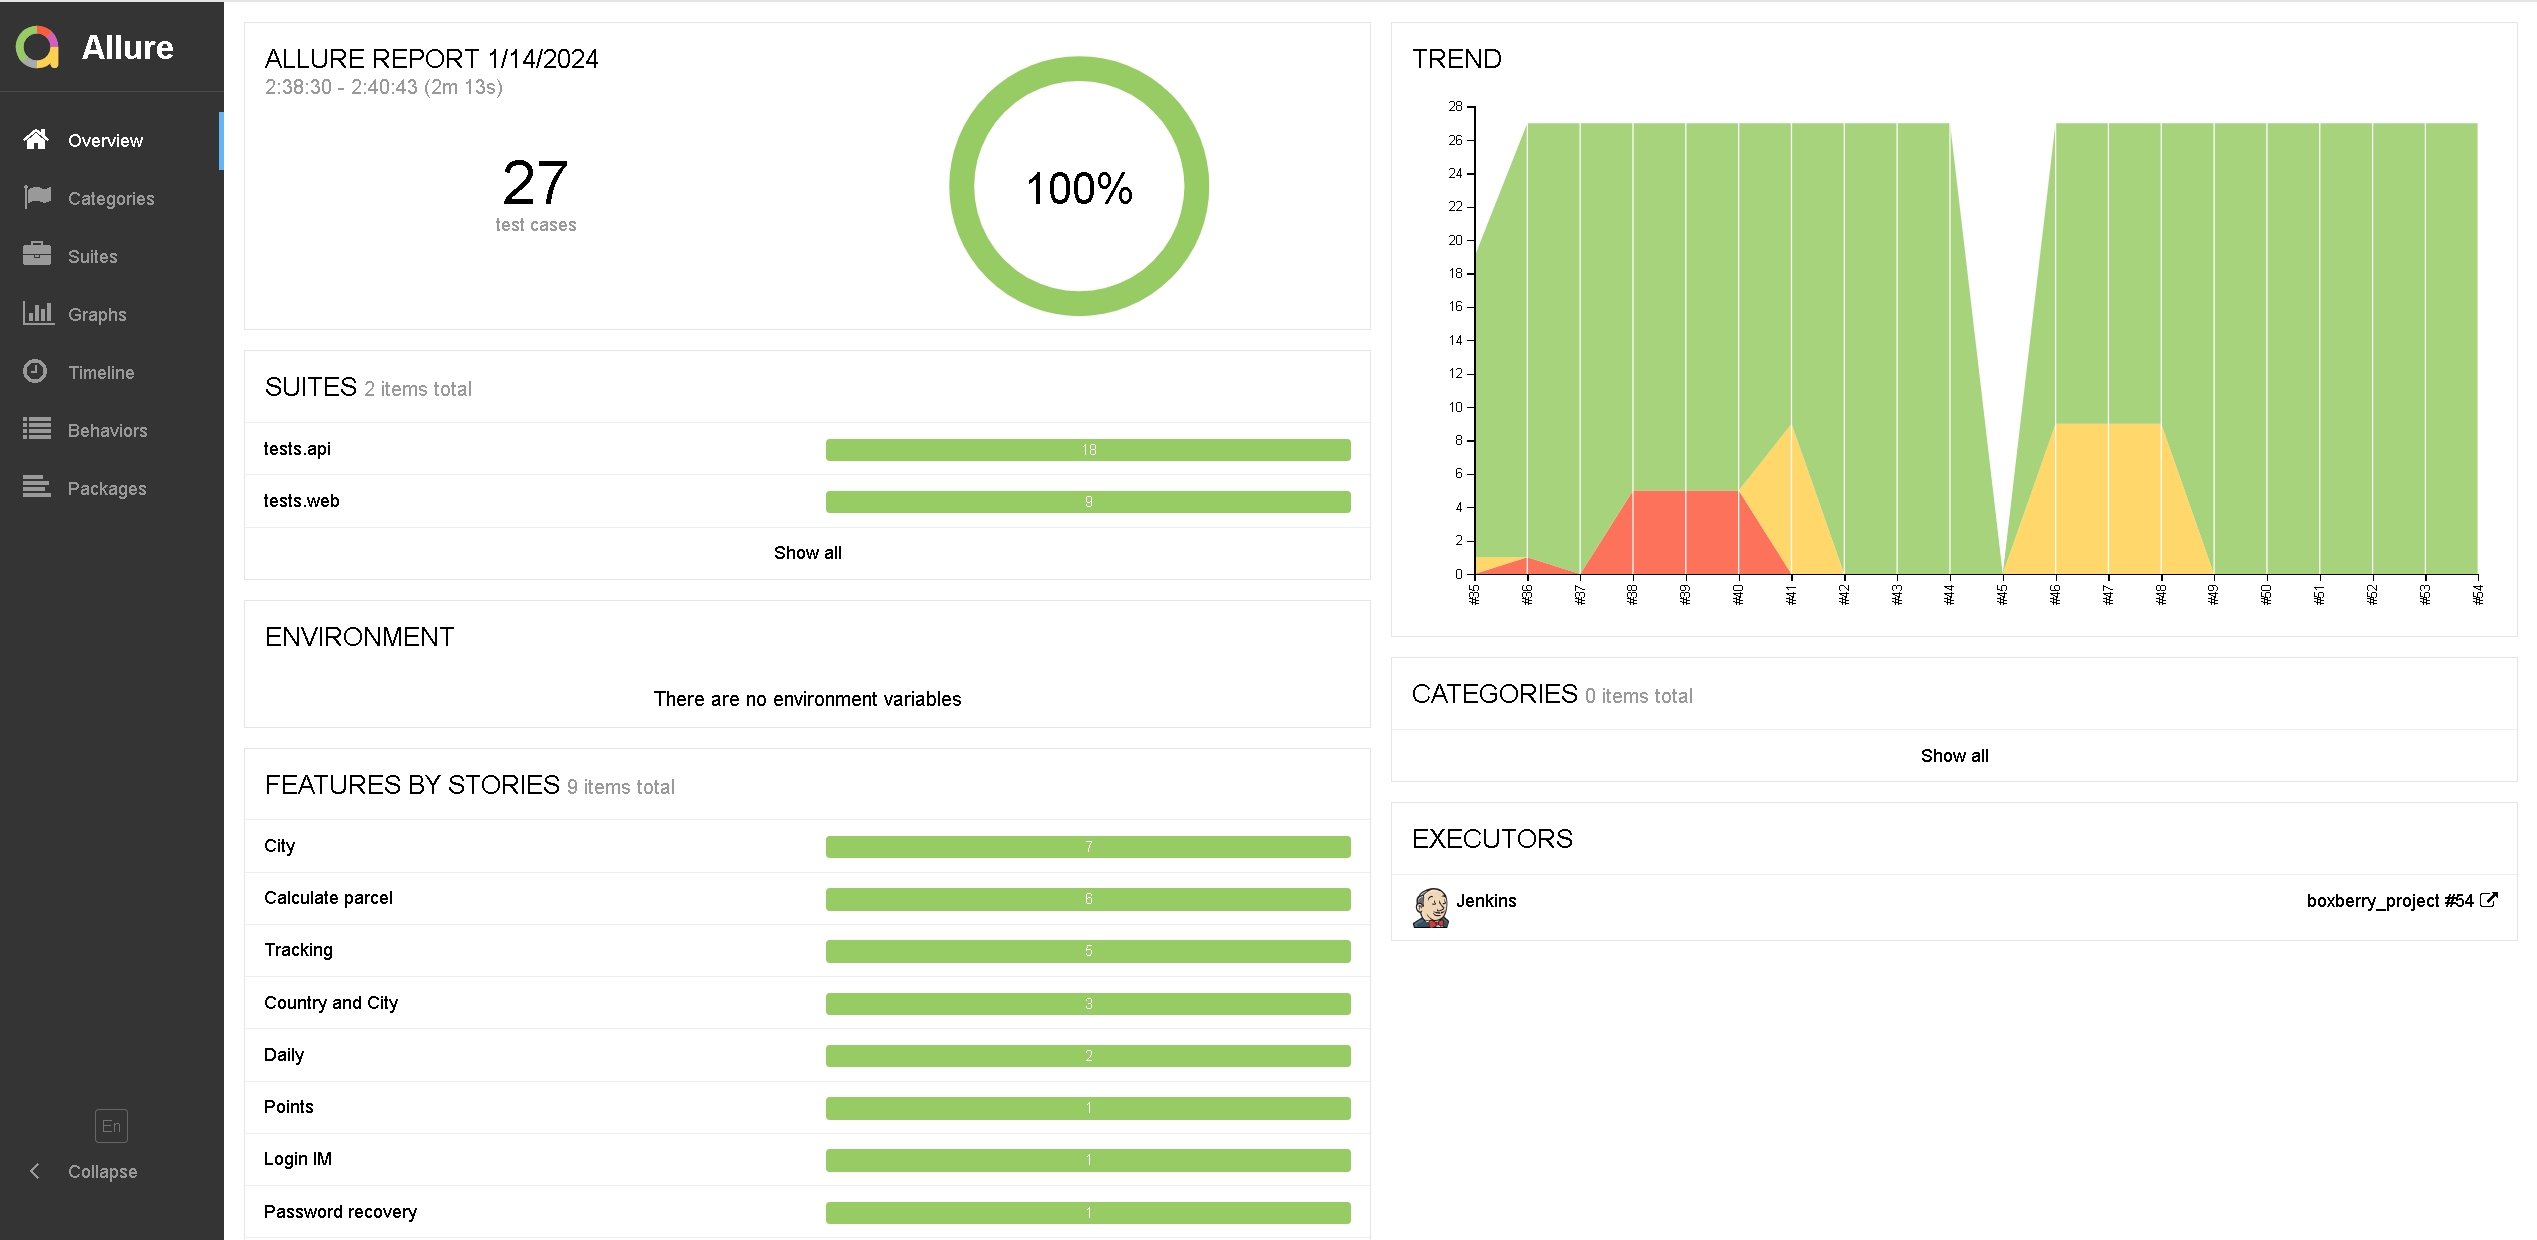 Allure
Overview
Categories
Suites
Graphs
Timeline
Behaviors
Packages
En
Collapse
ALLURE REPORT 1/14/2024
2:38:30 - 2:40:43 (2m 13s)
27
test cases
100%
SUITES 2 items total
tests.api 18
tests.web 9
Show all
ENVIRONMENT
There are no environment variables
FEATURES BY STORIES 9 items total
City 7
Calculate parcel 6
Tracking 5
Country and City 3
Daily 2
Points 1
Login IM 1
Password recovery 1
TREND
28
26
24
22
20
18
16
14
12
10
8
6
4
2
0
#35 #36 #37 #38 #39 #40 #41 #42 #43 #44 #45 #46 #47 #48 #49 #50 #51 #52 #53 #54
CATEGORIES 0 items total
Show all
EXECUTORS
Jenkins boxberry_project #54